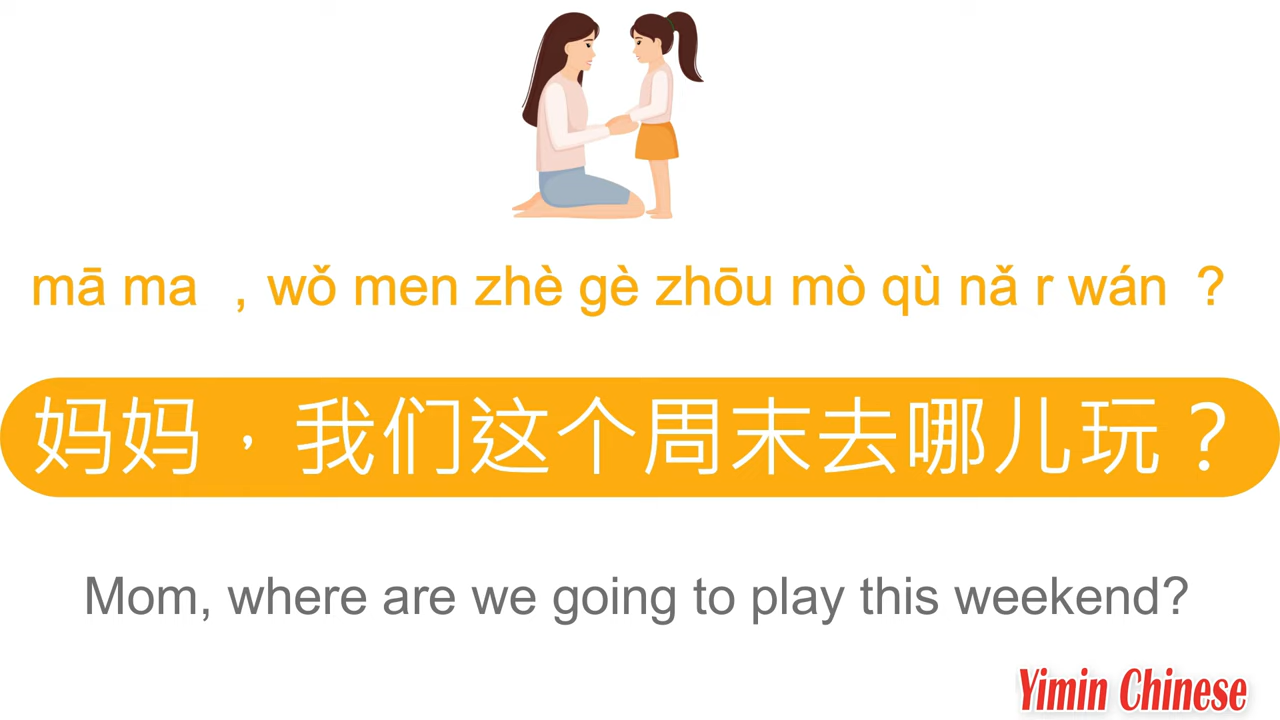 mā ma , wǒ men zhè gè zhōu mò qù nǎ r wán ?
妈妈，我们这个周末去哪儿玩？
Mom, where are we going to play this weekend?
Yimin Chinese